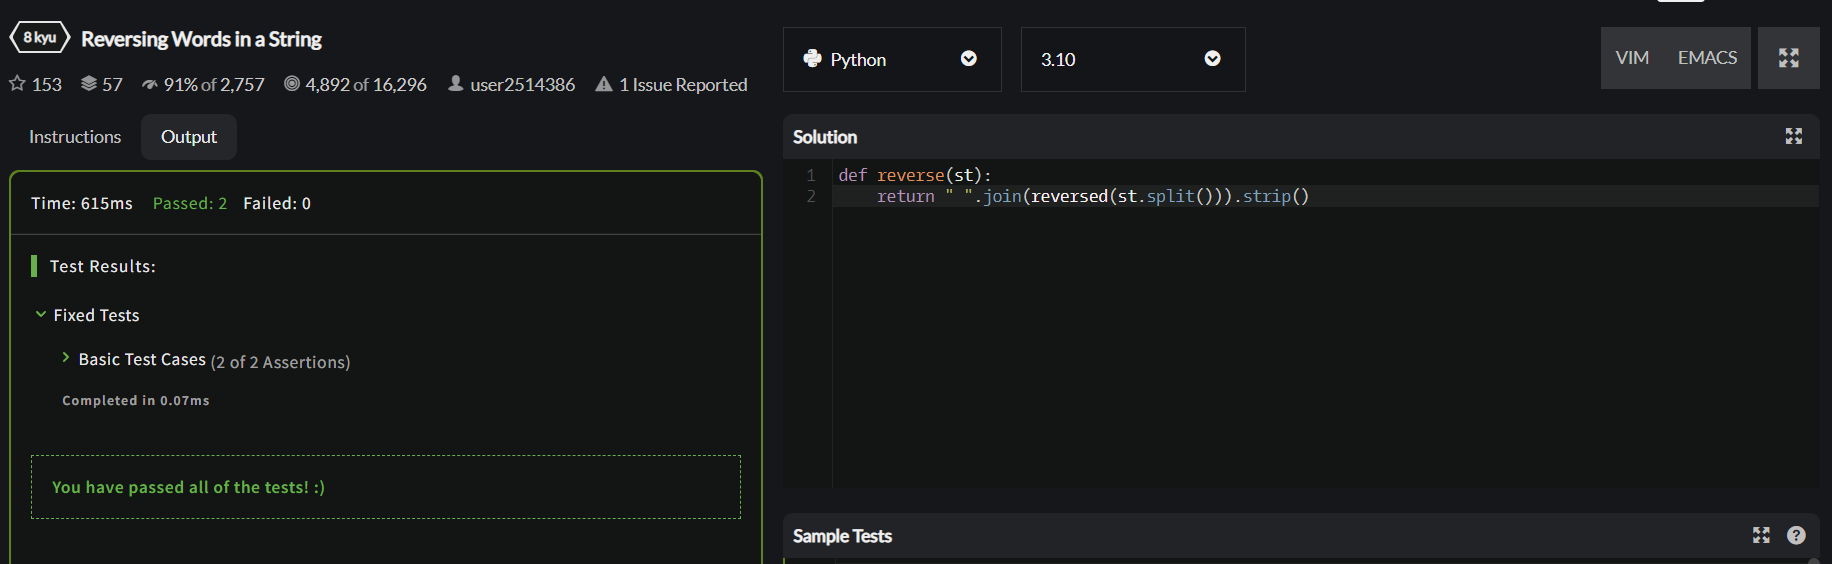 8 kyu Reversing Words in a String
153 57 91% of 2,757 4,892 of 16,296 user2514386 1 Issue Reported
Instructions Output
Time: 615ms Passed: 2 Failed: 0
Test Results:
Fixed Tests
Basic Test Cases (2 of 2 Assertions)
Completed in 0.07ms
You have passed all of the tests! :)
Python 3.10 VIM EMACS
Solution
1 def reverse(st):
2     return " ".join(reversed(st.split())).strip()
Sample Tests ?